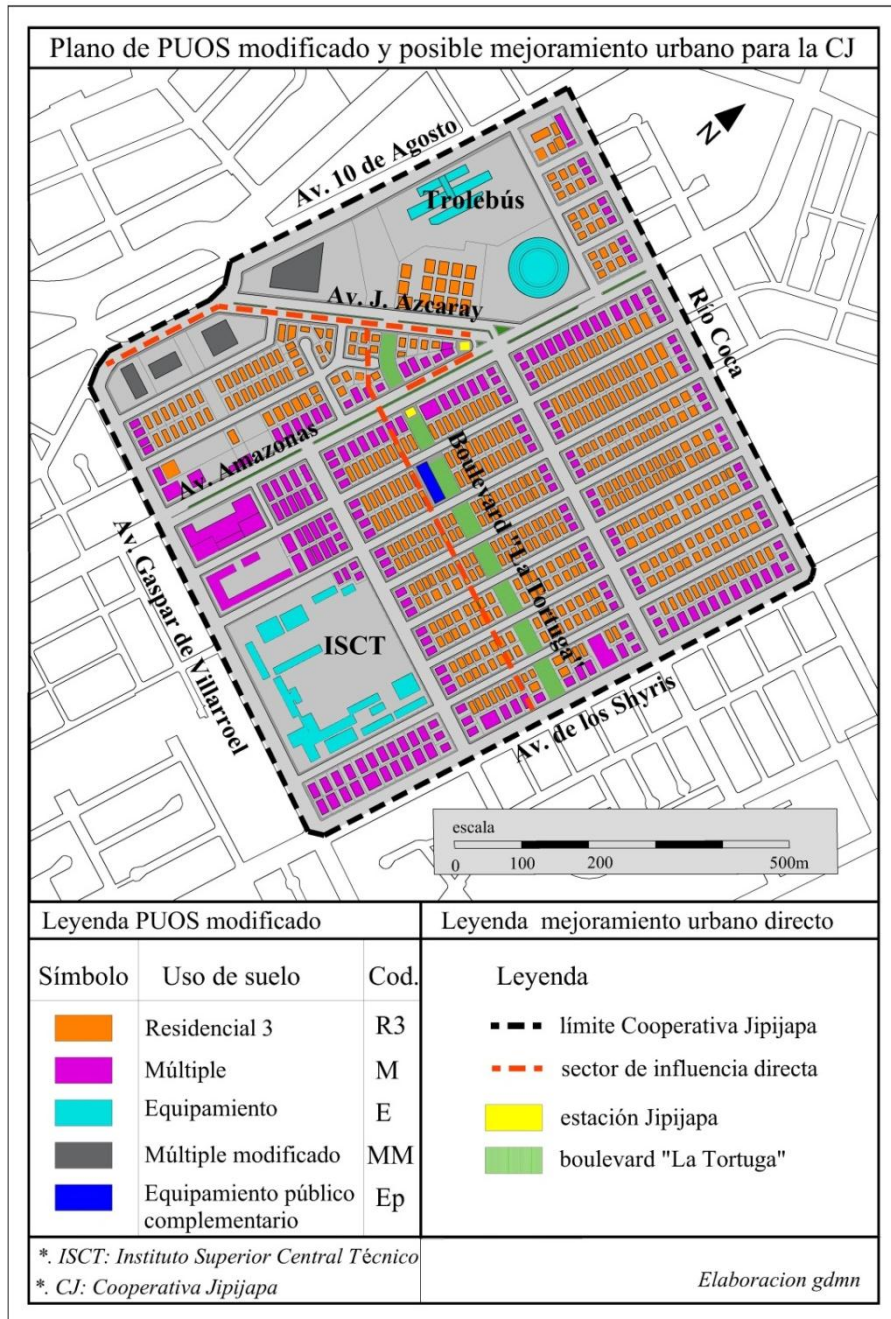 Plano de PUOS modificado y posible mejoramiento urbano para la CJ
Av. 10 de Agosto
N
Trolebús
Av. J. Azcaray
Río Coca
Av. Amazonas
Boulevard "La Tortuga"
Av. Gaspar de Villarroel
ISCT
Av. de los Shyris
escala
0 100 200 500m
Leyenda PUOS modificado
Símbolo Uso de suelo Cod.
Residencial 3 R3
Múltiple M
Equipamiento E
Múltiple modificado MM
Equipamiento público
complementario Ep
*. ISCT: Instituto Superior Central Técnico
*. CJ: Cooperativa Jipijapa
Leyenda mejoramiento urbano directo
Leyenda
límite Cooperativa Jipijapa
sector de influencia directa
estación Jipijapa
boulevard "La Tortuga"
Elaboracion gdmn